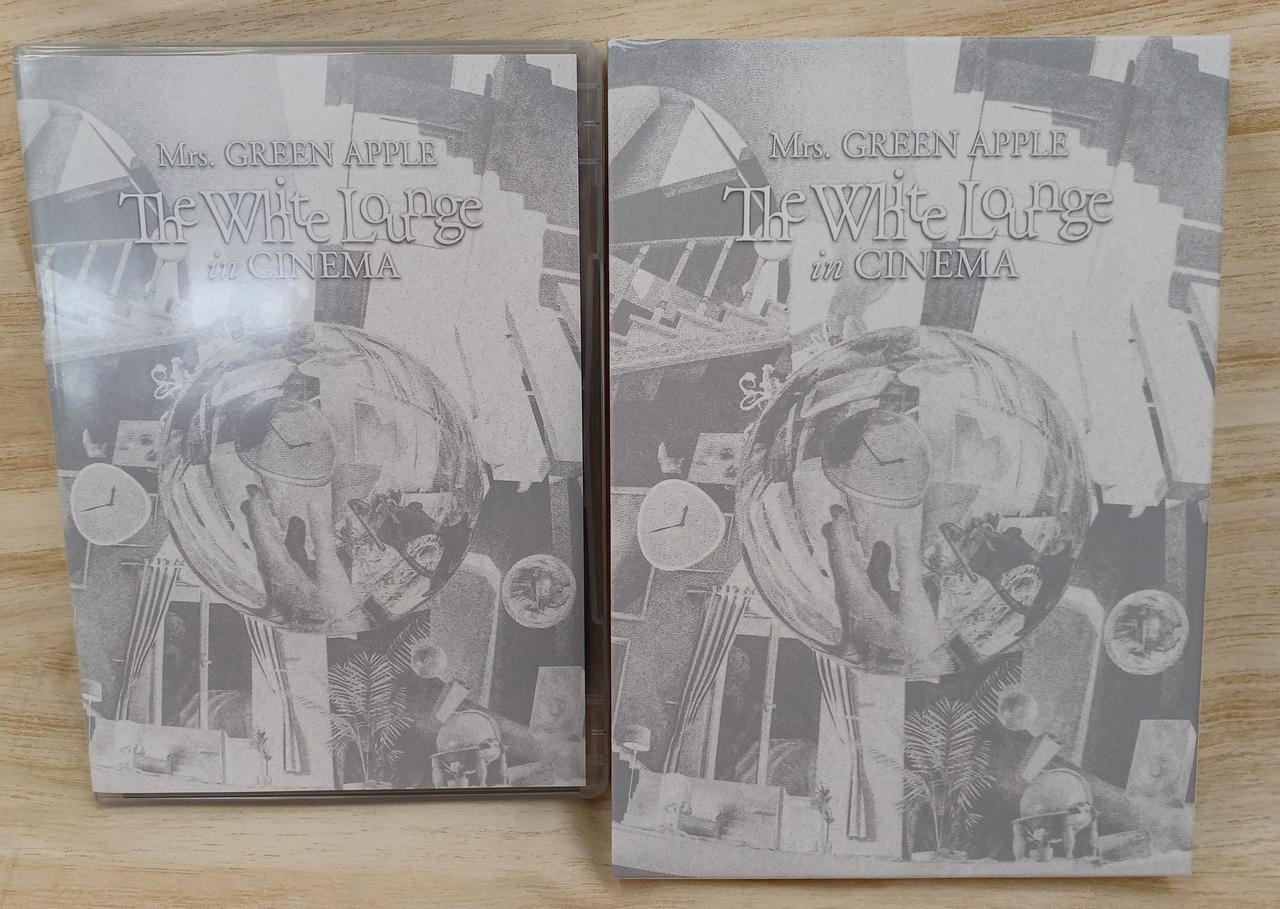 Mrs. GREEN APPLE
The White Lounge
in CINEMA
Mrs. GREEN APPLE
The White Lounge
in CINEMA